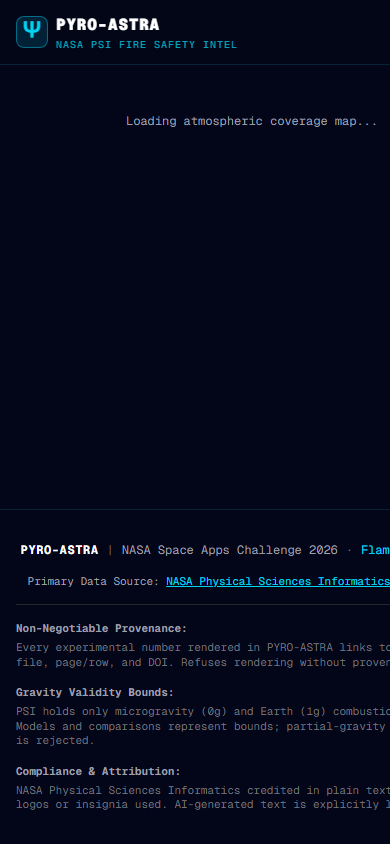 Ψ
PYRO-ASTRA
NASA PSI FIRE SAFETY INTEL
Loading atmospheric coverage map...
PYRO-ASTRA | NASA Space Apps Challenge 2026 ·
Primary Data Source: NASA Physical Sciences Informatics
Non-Negotiable Provenance:
Every experimental number rendered in PYRO-ASTRA links
file, page/row, and DOI. Refuses rendering without
Gravity Validity Bounds:
PSI holds only microgravity (0g) and Earth (1g)
Models and comparisons represent bounds; partial-gravity
is rejected.
Compliance & Attribution:
NASA Physical Sciences Informatics credited in plain text
logos or insignia used. AI-generated text is explicitly